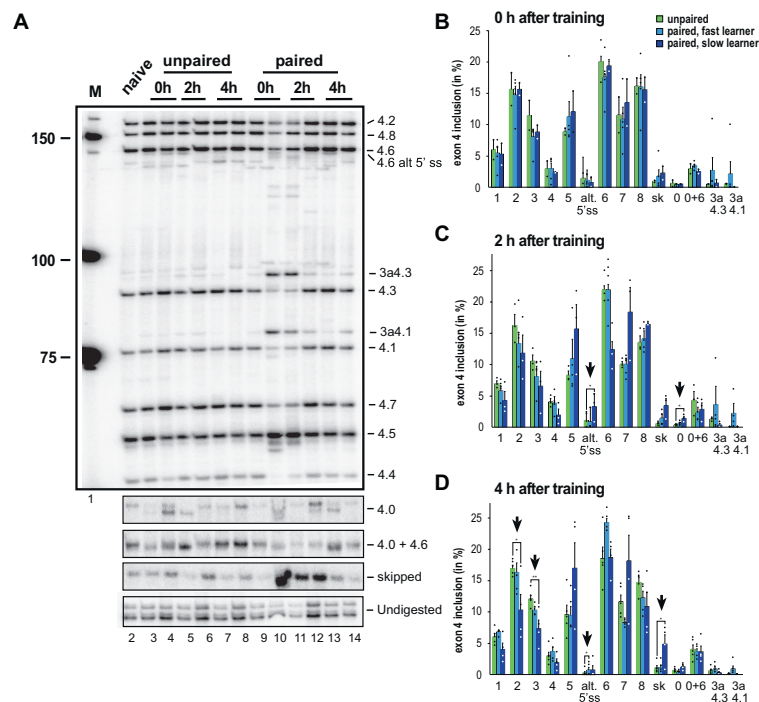 A
unpaired
paired
M
naive
0h
2h
4h
0h
2h
4h
150
100
75
4.2
4.8
4.6
4.6 alt 5' ss
3a4.3
4.3
3a4.1
4.1
4.7
4.5
4.4
1
4.0
4.0 + 4.6
skipped
Undigested
2 3 4 5 6 7 8 9 10 11 12 13 14
B
0 h after training
unpaired
paired, fast learner
paired, slow learner
exon 4 inclusion (in %)
25
20
15
10
5
0
1 2 3 4 5 alt. 6 7 8 sk 0 0+6 3a 3a
5'ss 4.3 4.1
C
2 h after training
exon 4 inclusion (in %)
25
20
15
10
5
0
1 2 3 4 5 alt. 6 7 8 sk 0 0+6 3a 3a
5'ss 4.3 4.1
D
4 h after training
exon 4 inclusion (in %)
25
20
15
10
5
0
1 2 3 4 5 alt. 6 7 8 sk 0 0+6 3a 3a
5'ss 4.3 4.1